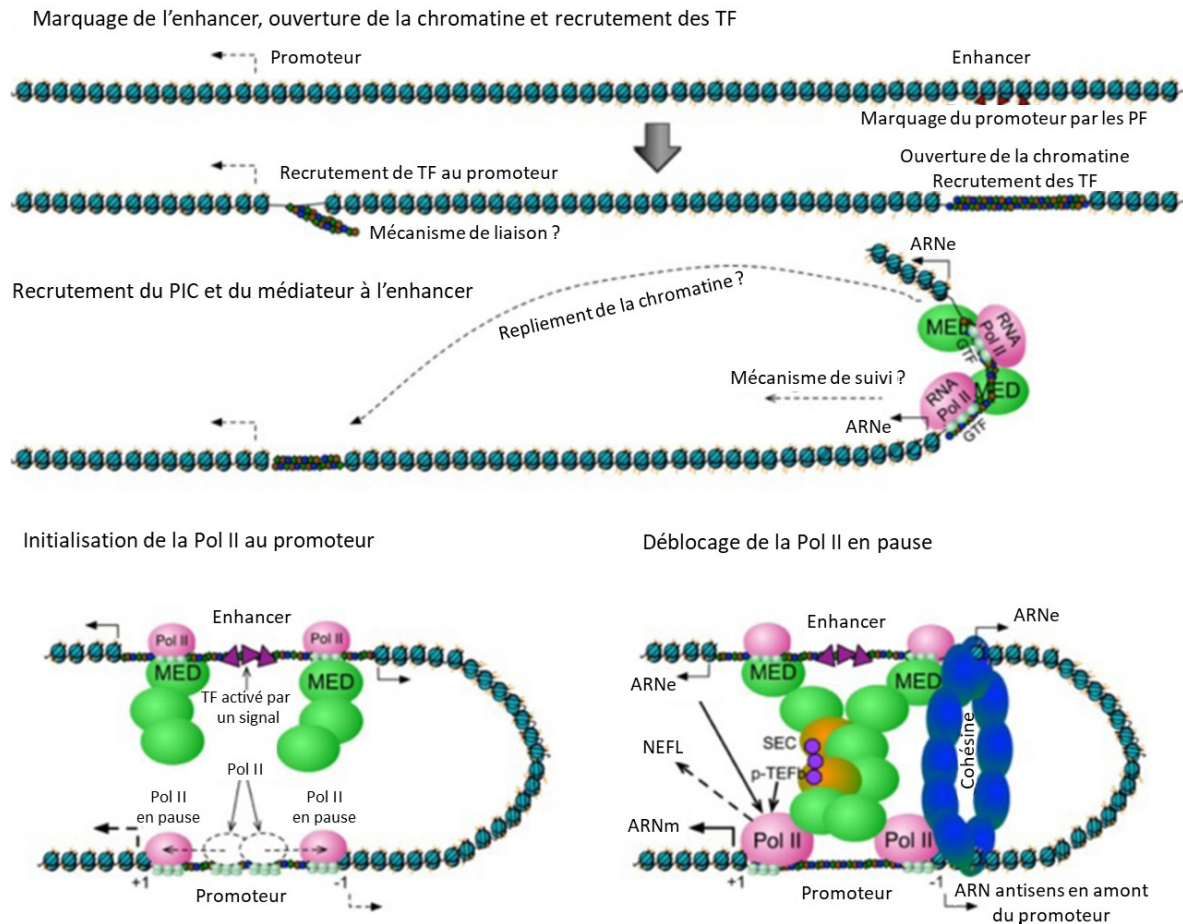 Marquage de l’enhancer, ouverture de la chromatine et recrutement des TF
Promoteur
Enhancer
Marquage du promoteur par les PF
Recrutement de TF au promoteur
Ouverture de la chromatine
Recrutement des TF
Mécanisme de liaison ?
ARNe
Recrutement du PIC et du médiateur à l’enhancer
Repliement de la chromatine ?
MED
RNA
Pol II
GTF
Mécanisme de suivi ?
RNA
Pol II
MED
ARNe
GTF
Initialisation de la Pol II au promoteur
Enhancer
Pol II
Pol II
MED
MED
TF activé par
un signal
Pol II
Pol II
en pause
Pol II
en pause
+1
Promoteur
-1
Déblocage de la Pol II en pause
ARNe
Enhancer
MED
MED
ARNe
Cohésine
NEFL
SEC
p-TEFb
ARNm
Pol II
Pol II
+1
Promoteur
-1
ARN antisens en amont
du promoteur